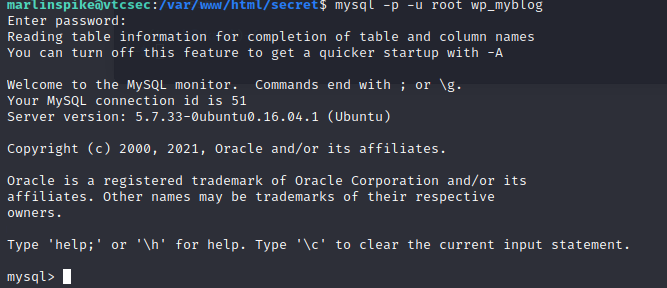 marlinspike@vtcsec:/var/www/html/secret$ mysql -p -u root wp_myblog
Enter password:
Reading table information for completion of table and column names
You can turn off this feature to get a quicker startup with -A
Welcome to the MySQL monitor.  Commands end with ; or \g.
Your MySQL connection id is 51
Server version: 5.7.33-0ubuntu0.16.04.1 (Ubuntu)
Copyright (c) 2000, 2021, Oracle and/or its affiliates.
Oracle is a registered trademark of Oracle Corporation and/or its
affiliates. Other names may be trademarks of their respective
owners.
Type 'help;' or '\h' for help. Type '\c' to clear the current input statement.
mysql>